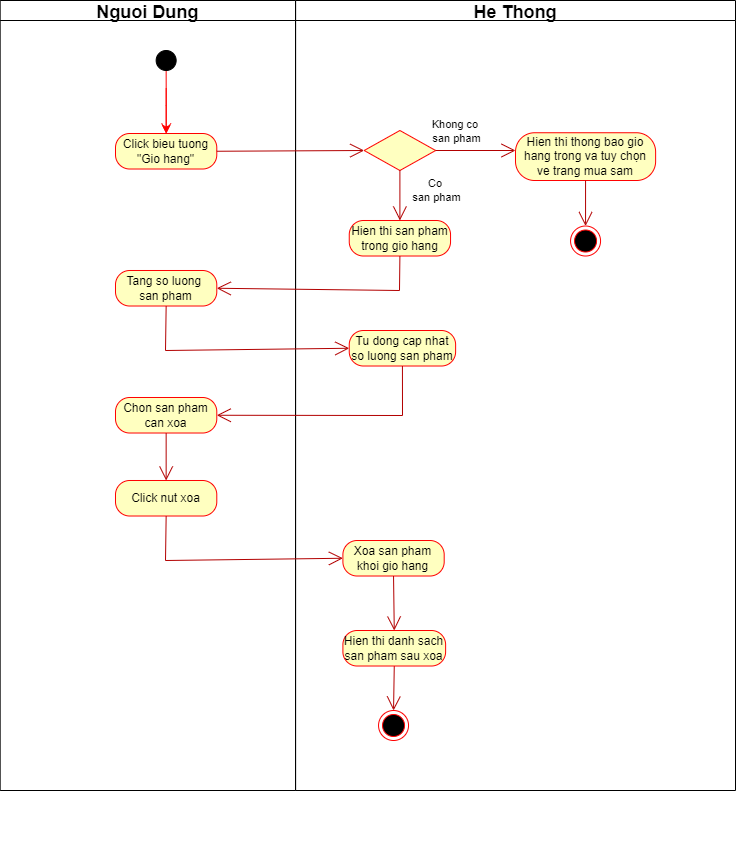 Nguoi Dung
He Thong
Click bieu tuong
"Gio hang"
Khong co
san pham
Hien thi thong bao gio
hang trong va tuy chọn
ve trang mua sam
Co
san pham
Hien thi san pham
trong gio hang
Tang so luong
san pham
Tu dong cap nhat
so luong san pham
Chon san pham
can xoa
Click nut xoa
Xoa san pham
khoi gio hang
Hien thi danh sach
san pham sau xoa